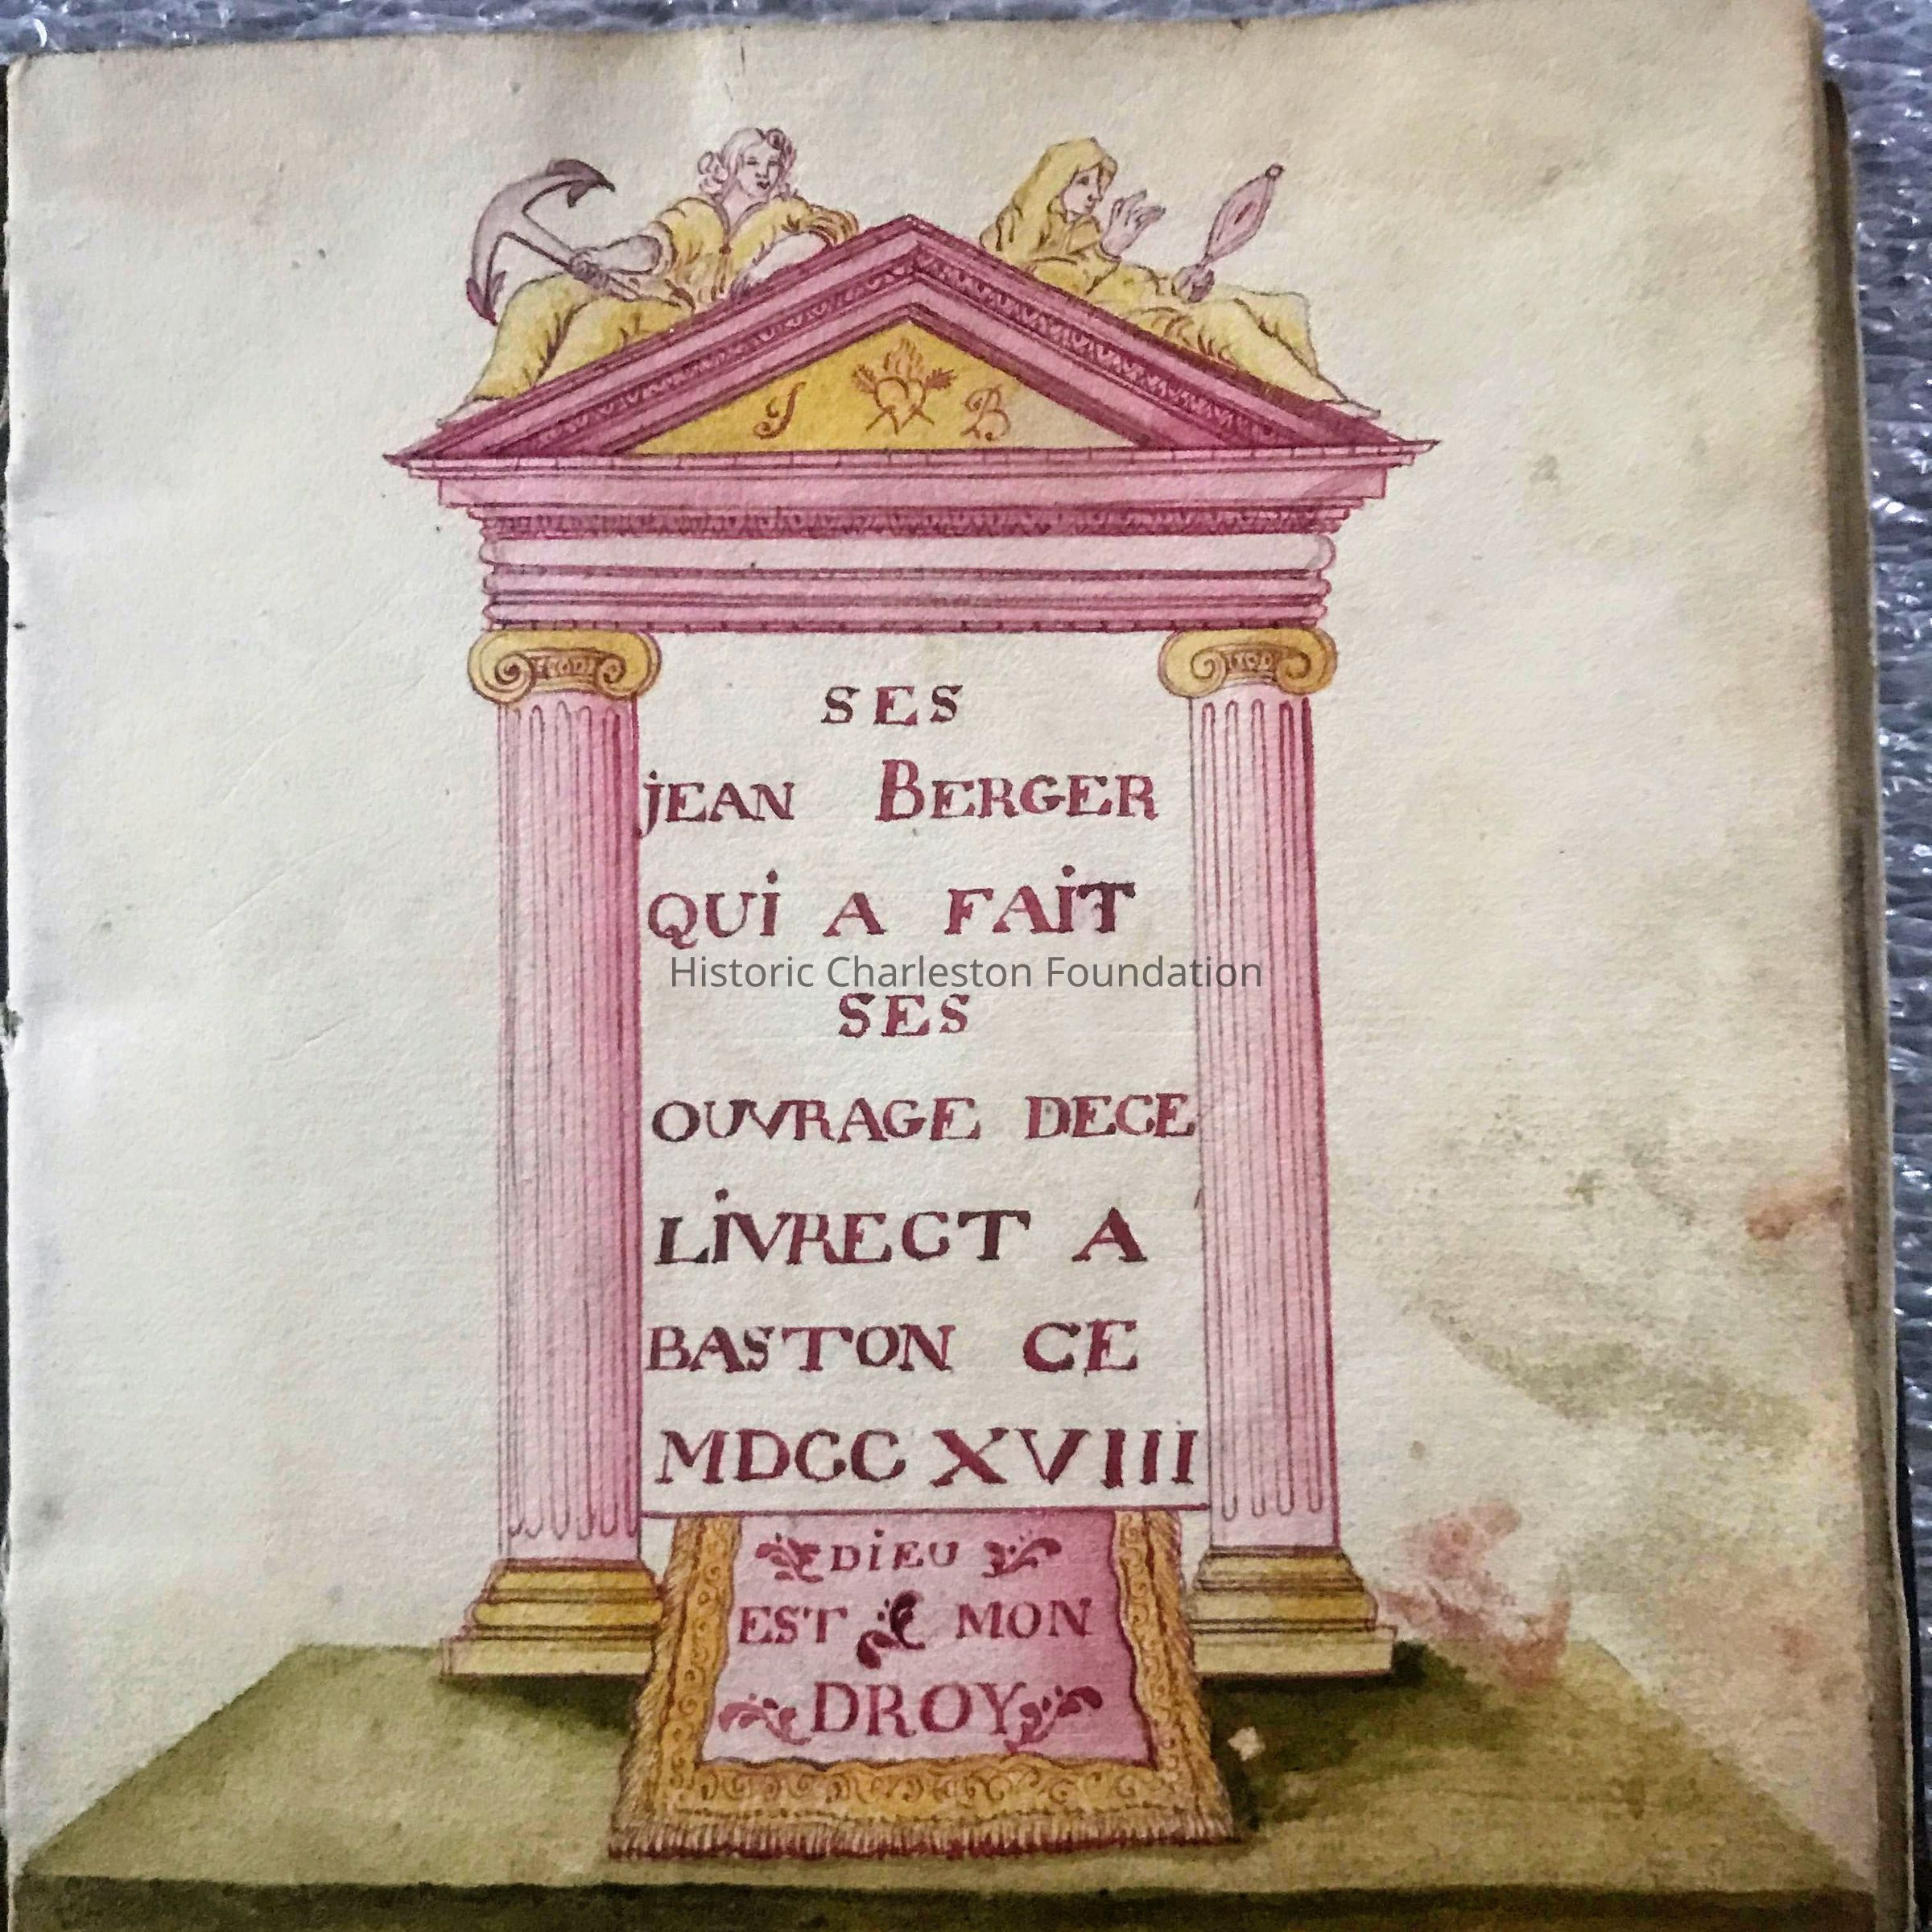 J B
SES
jEAN BERGER
QUi A FAiT
Historic Charleston Foundation
SES
OUVRAGE DECE
LiVRECT A
BASTON CE
MDCC XVIII
DiEU
EST MON
DROY